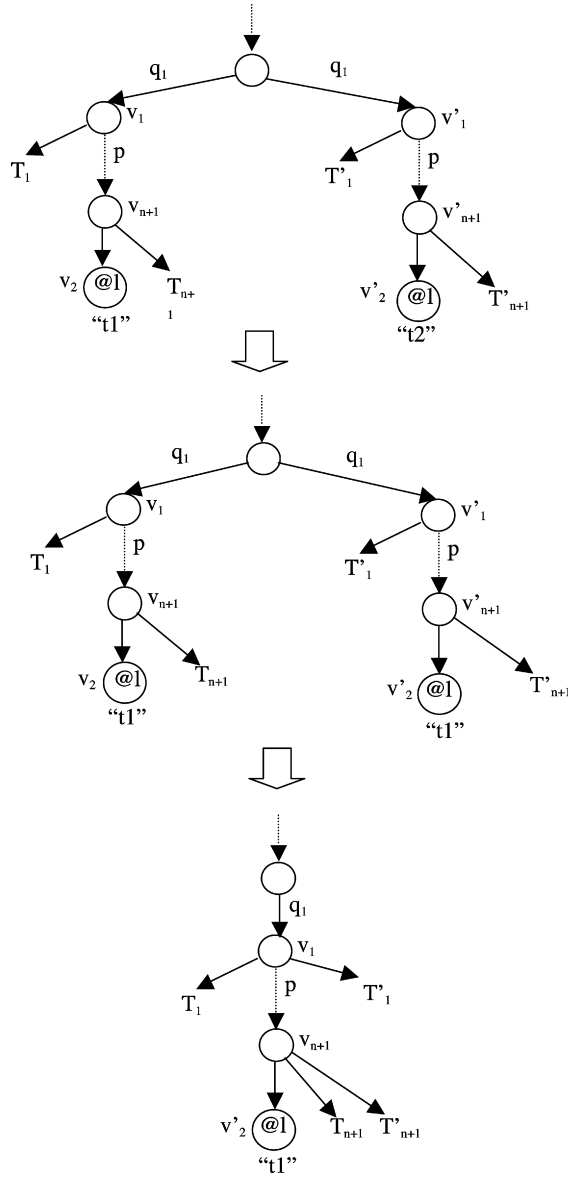 q1 q1
v1 v'1
T1 p T'1 p
vn+1 v'n+1
v2 @l Tn+1 v'2 @l T'n+1
“t1” “t2”
q1 q1
v1 v'1
T1 p T'1 p
vn+1 v'n+1
v2 @l Tn+1 v'2 @l T'n+1
“t1” “t1”
q1
v1
T1 p T'1
vn+1
v'2 @l Tn+1 T'n+1
“t1”